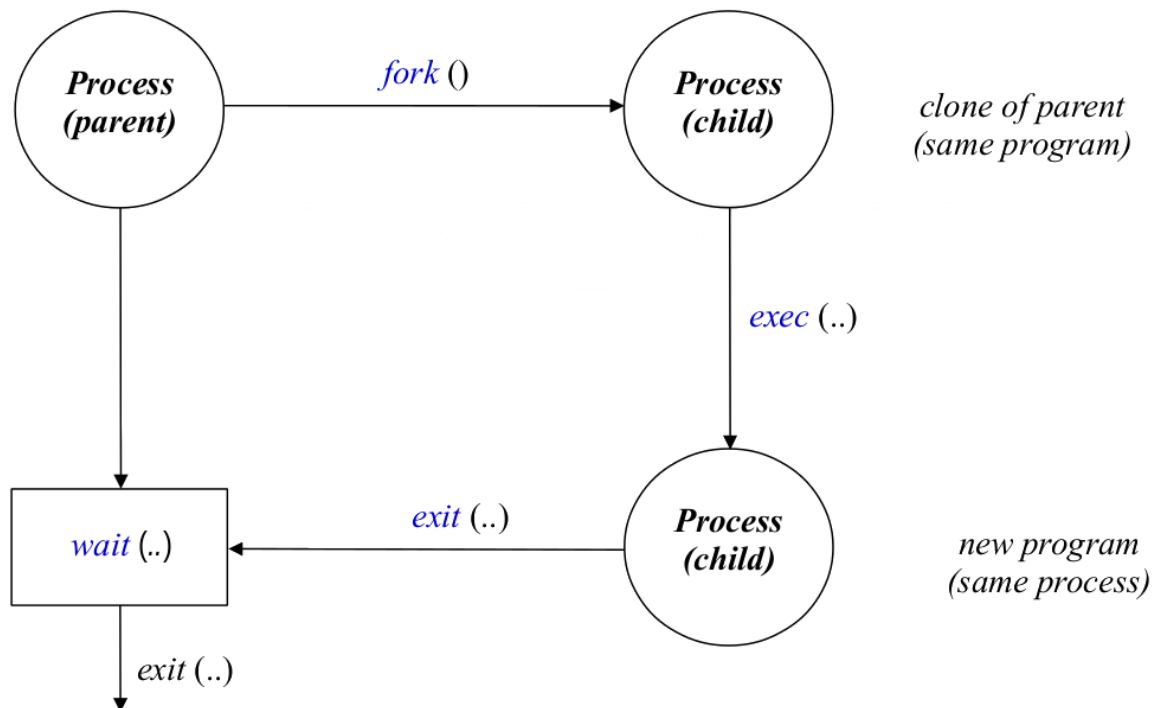 Process
(parent)
fork ()
Process
(child)
clone of parent
(same program)
exec (..)
wait (..)
exit (..)
Process
(child)
new program
(same process)
exit (..)